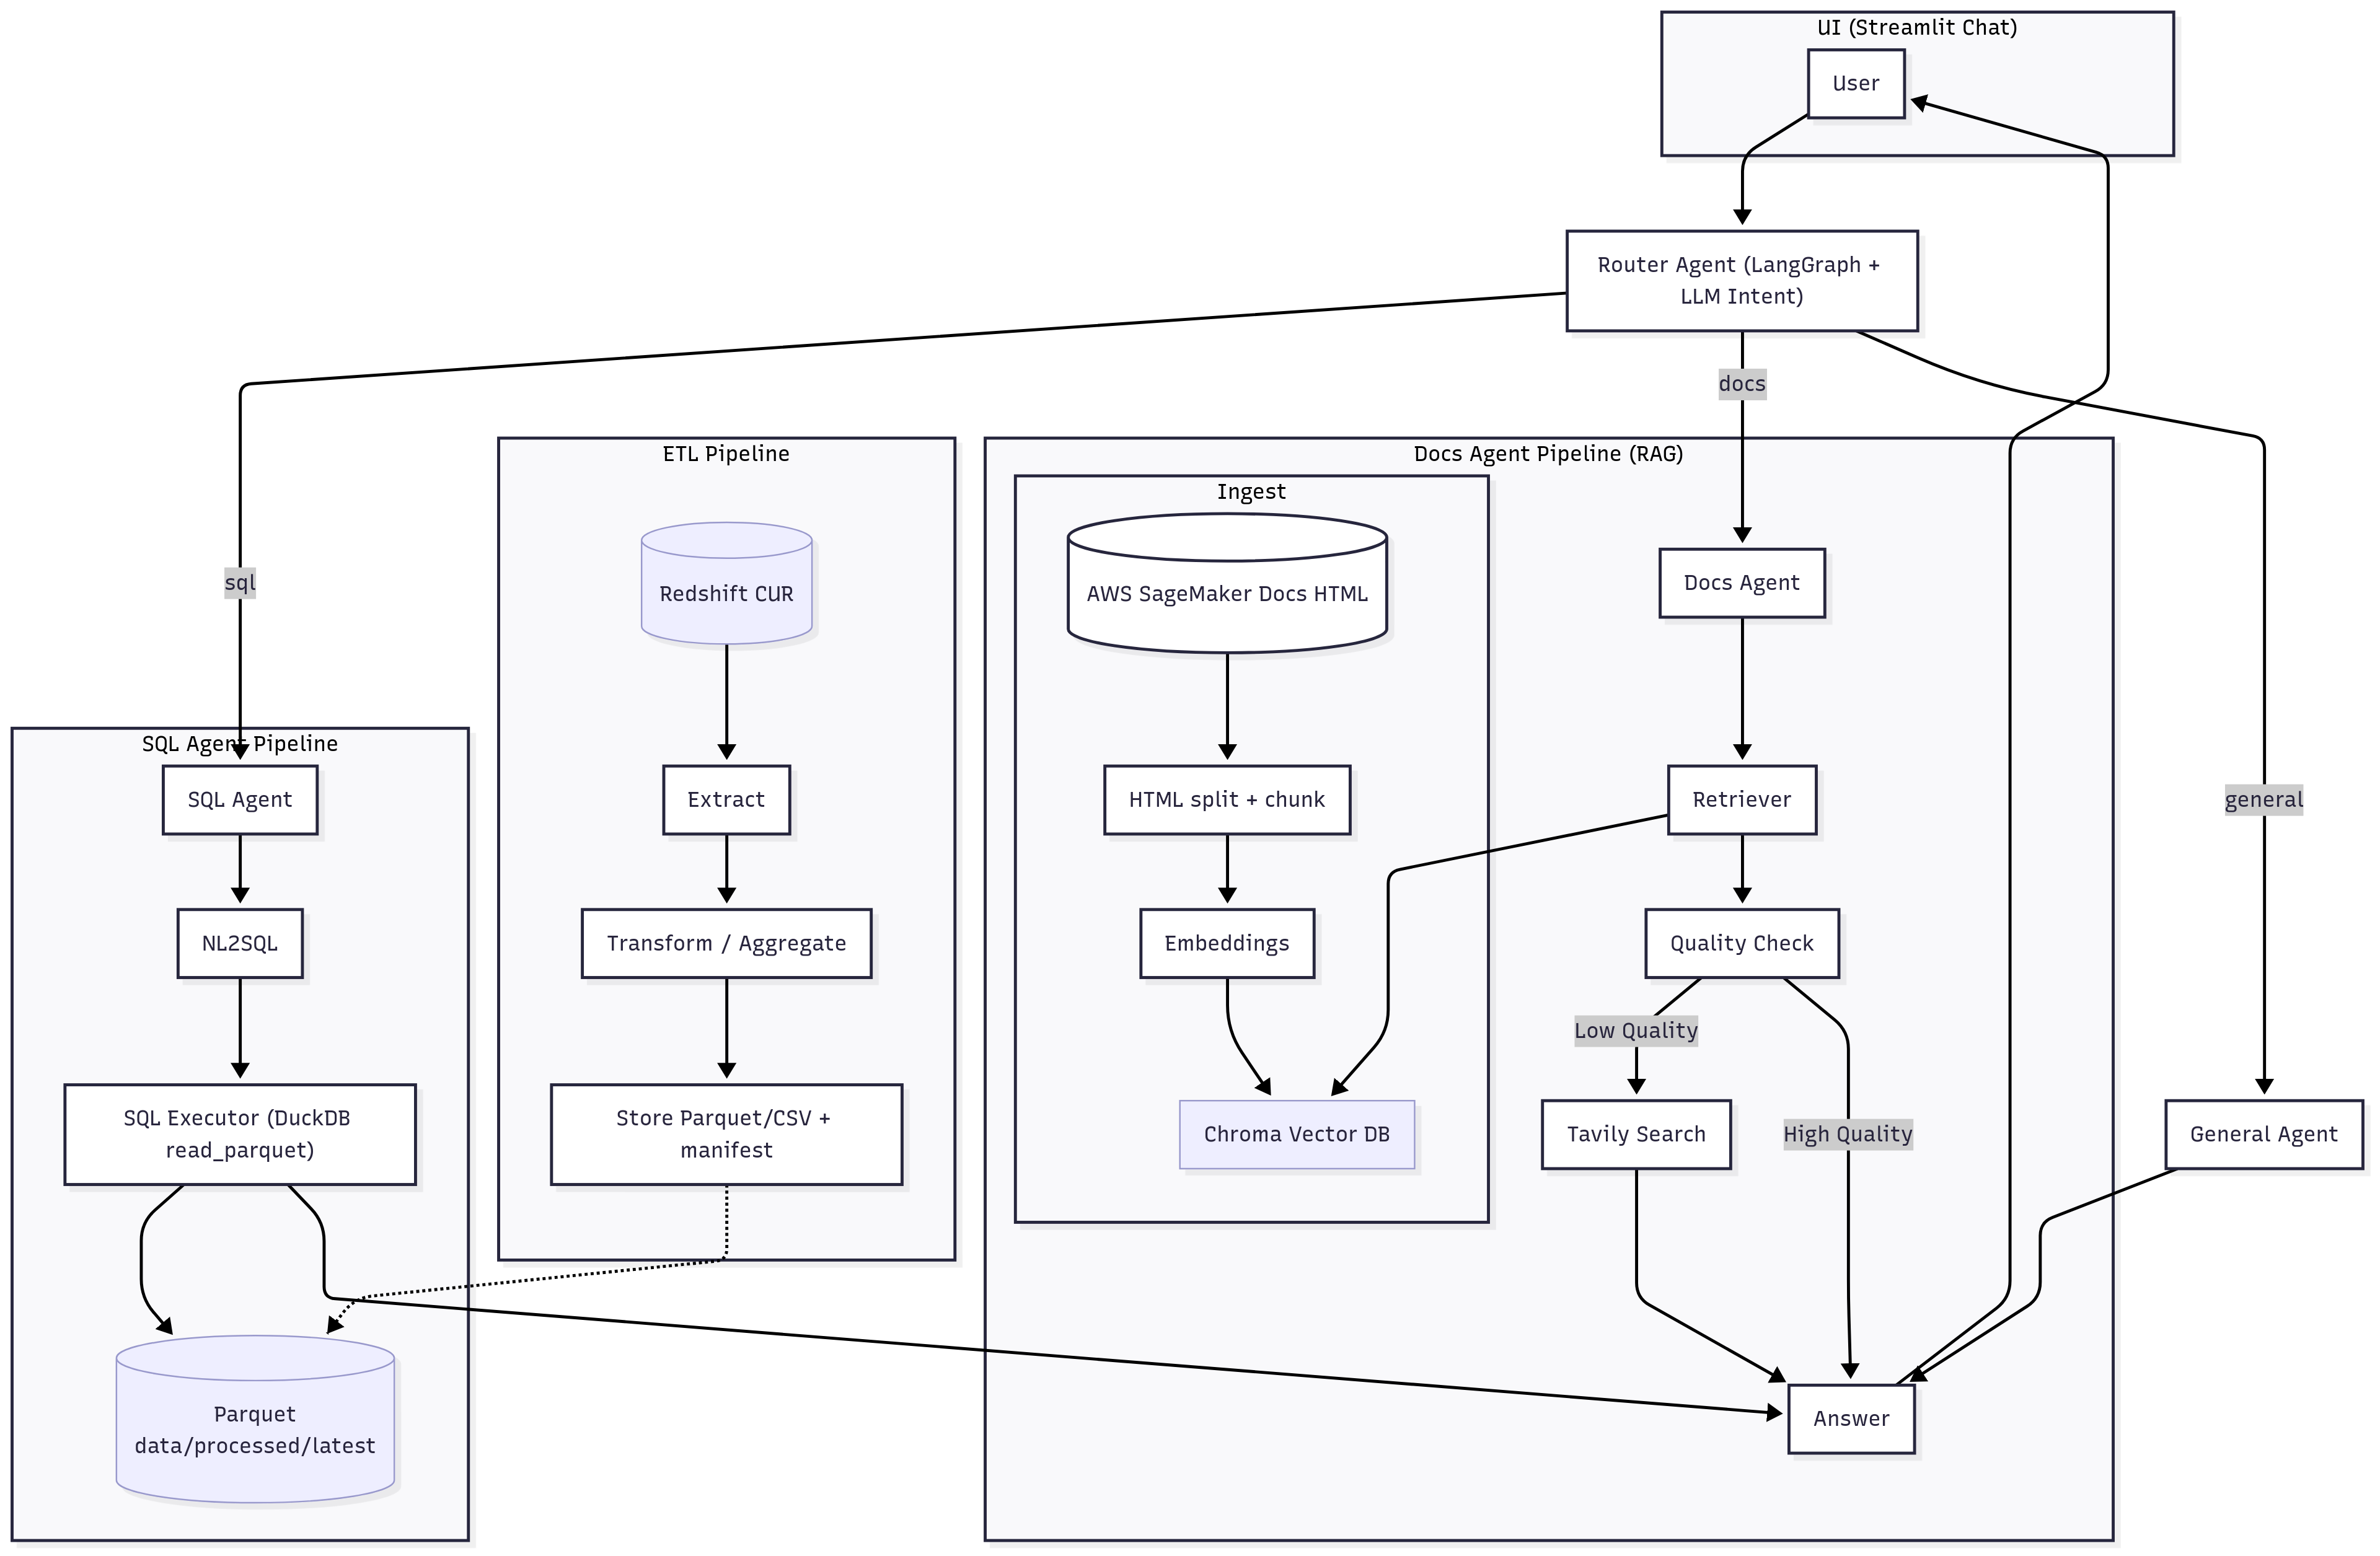 UI (Streamlit Chat)
User
Router Agent (LangGraph +
LLM Intent)
docs
sql
general
ETL Pipeline
Redshift CUR
Extract
Transform / Aggregate
Store Parquet/CSV +
manifest
Docs Agent Pipeline (RAG)
Ingest
AWS SageMaker Docs HTML
HTML split + chunk
Embeddings
Chroma Vector DB
Docs Agent
Retriever
Quality Check
Low Quality
High Quality
Tavily Search
General Agent
Answer
SQL Agent Pipeline
SQL Agent
NL2SQL
SQL Executor (DuckDB
read_parquet)
Parquet
data/processed/latest